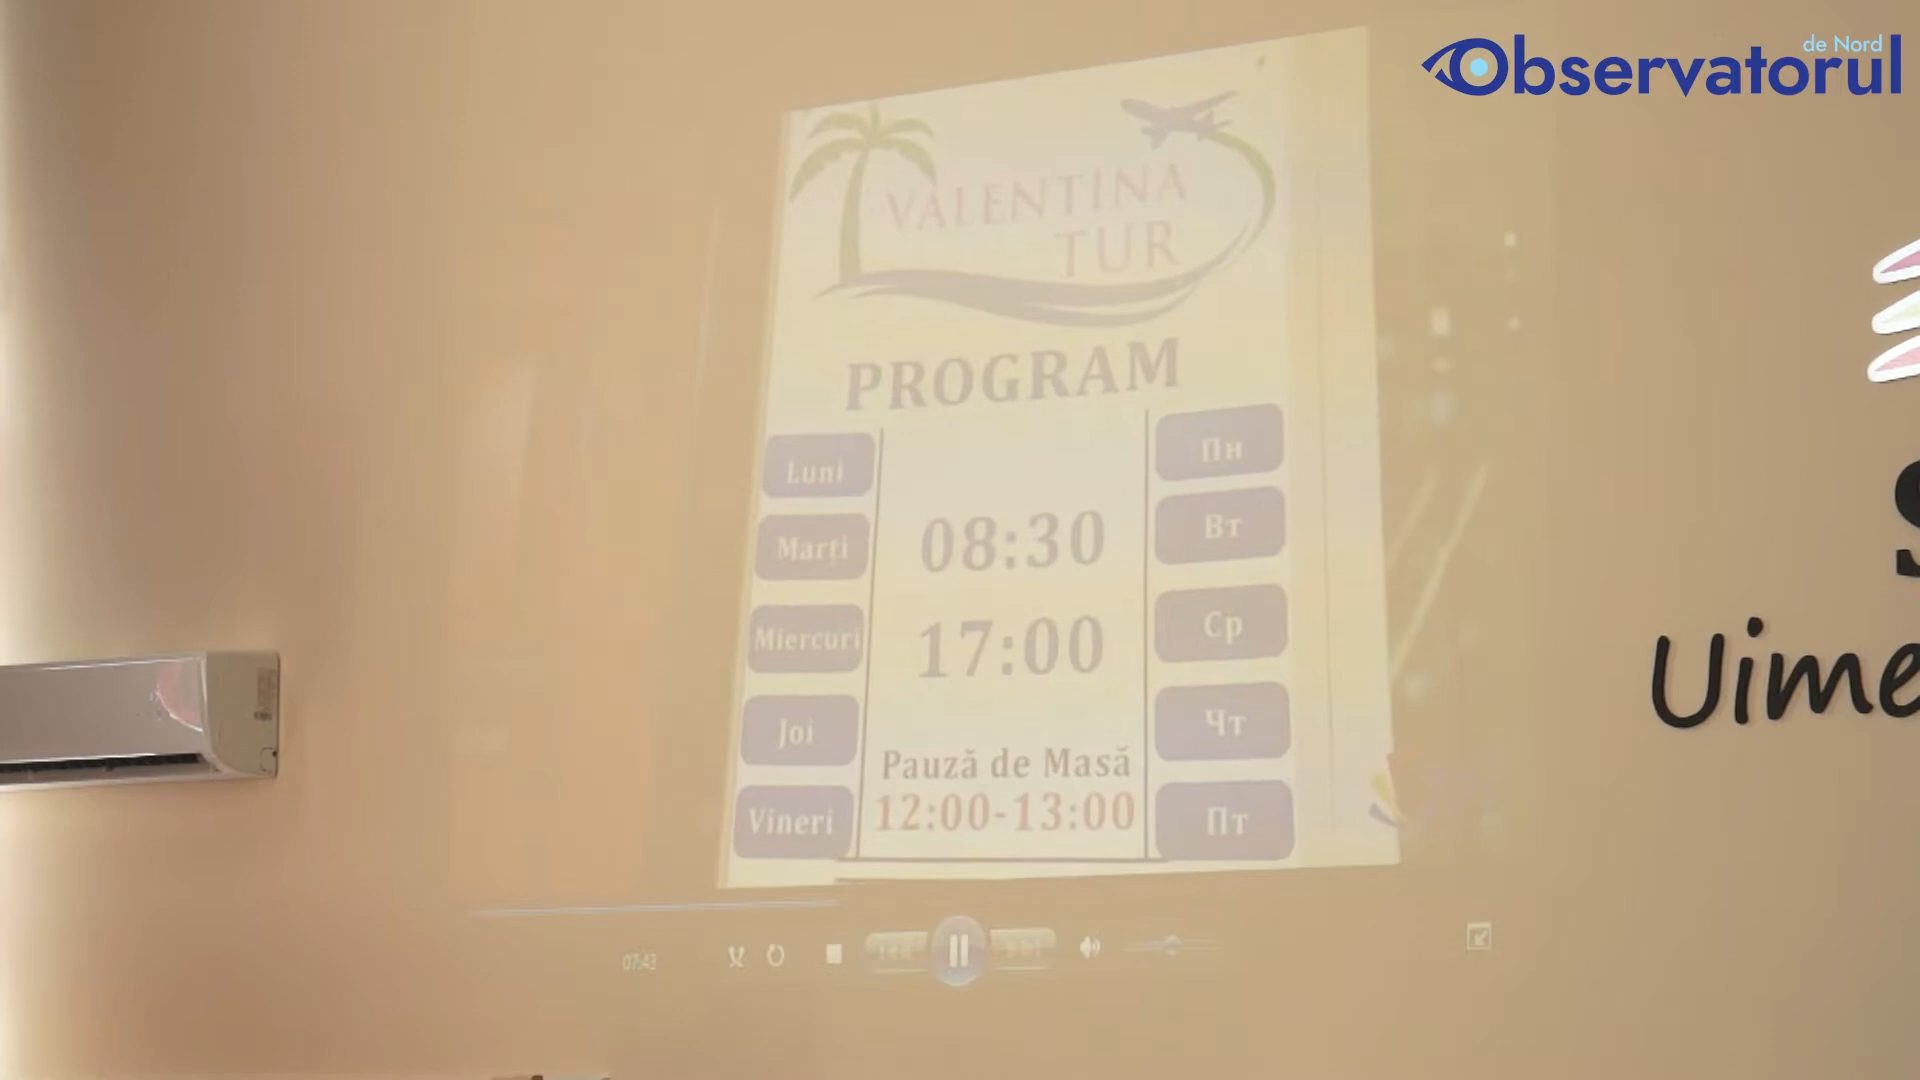 de Nord
Observatorul
VALENTINA
TUR
PROGRAM
Luni
Пн
Marți
08:30
Вт
Miercuri
17:00
Ср
Joi
Чт
Pauză de Masă
Vineri
12:00-13:00
Пт
07:43